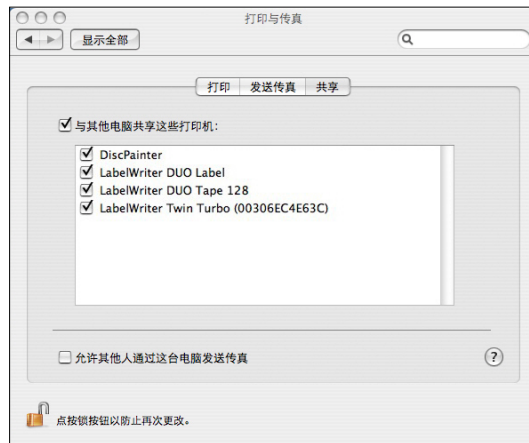 打印与传真
显示全部
打印 发送传真 共享
与其他电脑共享这些打印机：
DiscPainter
LabelWriter DUO Label
LabelWriter DUO Tape 128
LabelWriter Twin Turbo (00306EC4E63C)
允许其他人通过这台电脑发送传真
?
点按锁按钮以防止再次更改。